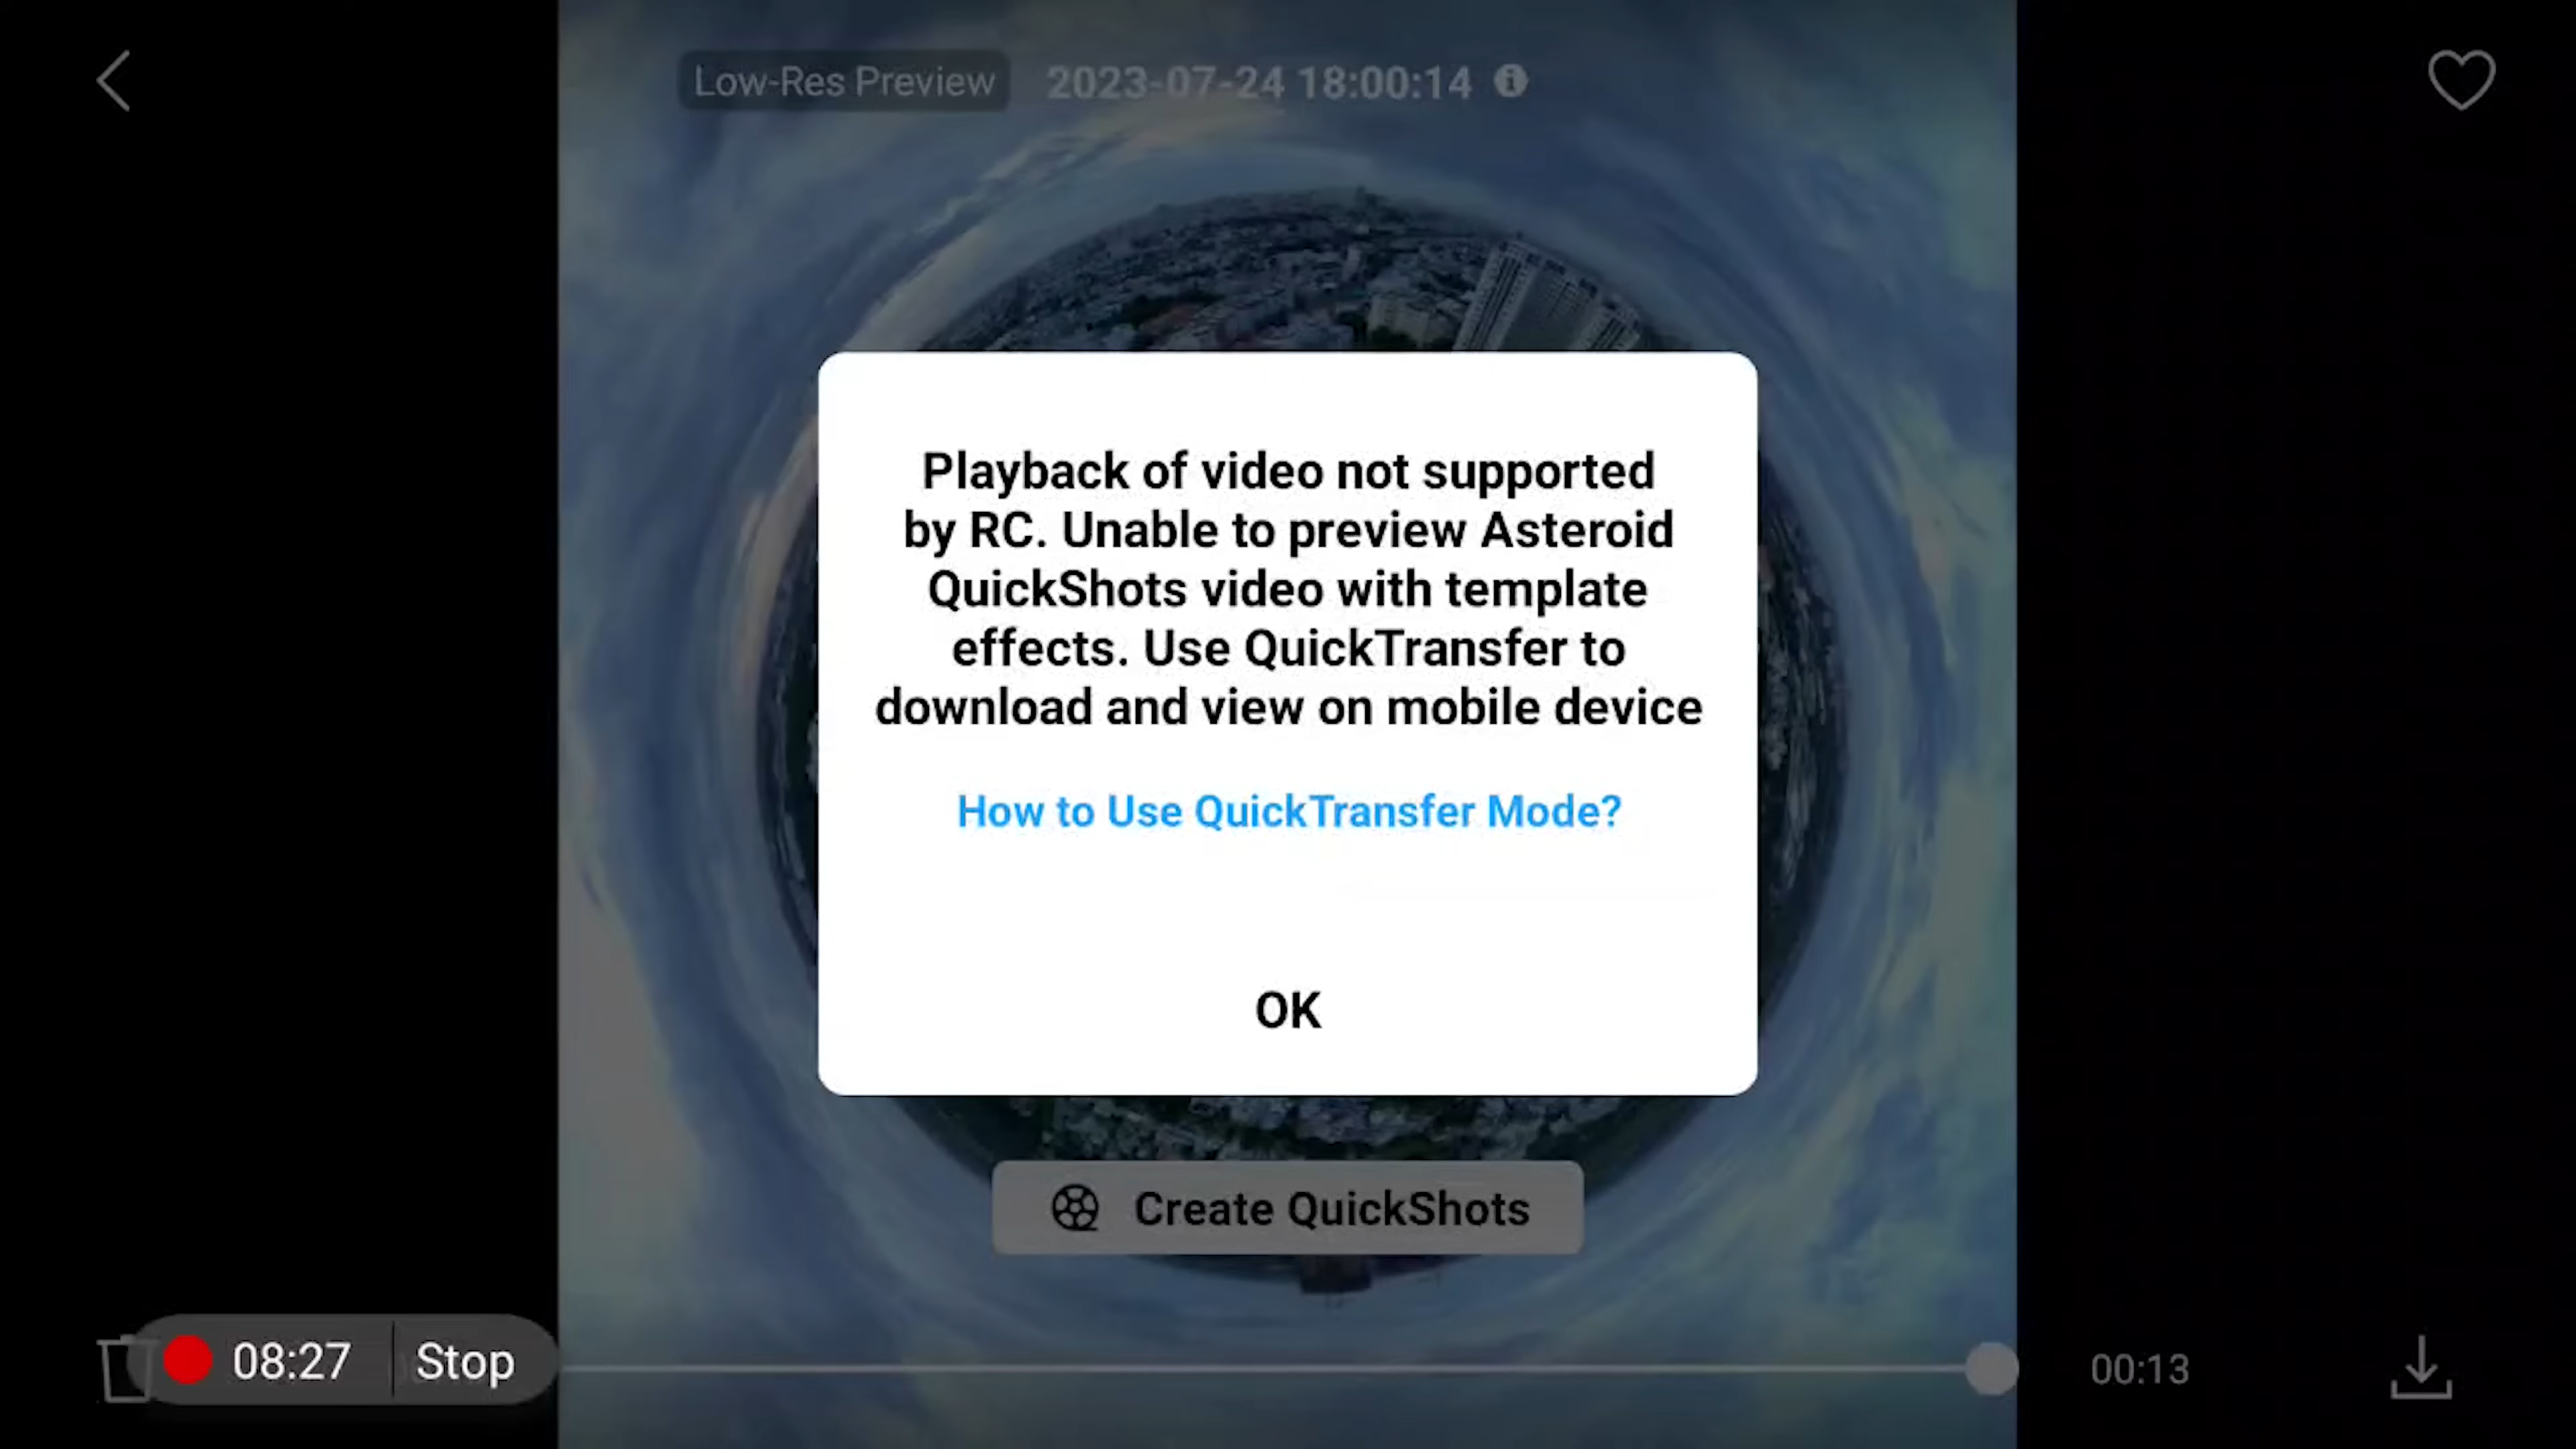 Low-Res Preview 2023-07-24 18:00:14
Playback of video not supported
by RC. Unable to preview Asteroid
QuickShots video with template
effects. Use QuickTransfer to
download and view on mobile device
How to Use QuickTransfer Mode?
OK
Create QuickShots
08:27 Stop 00:13